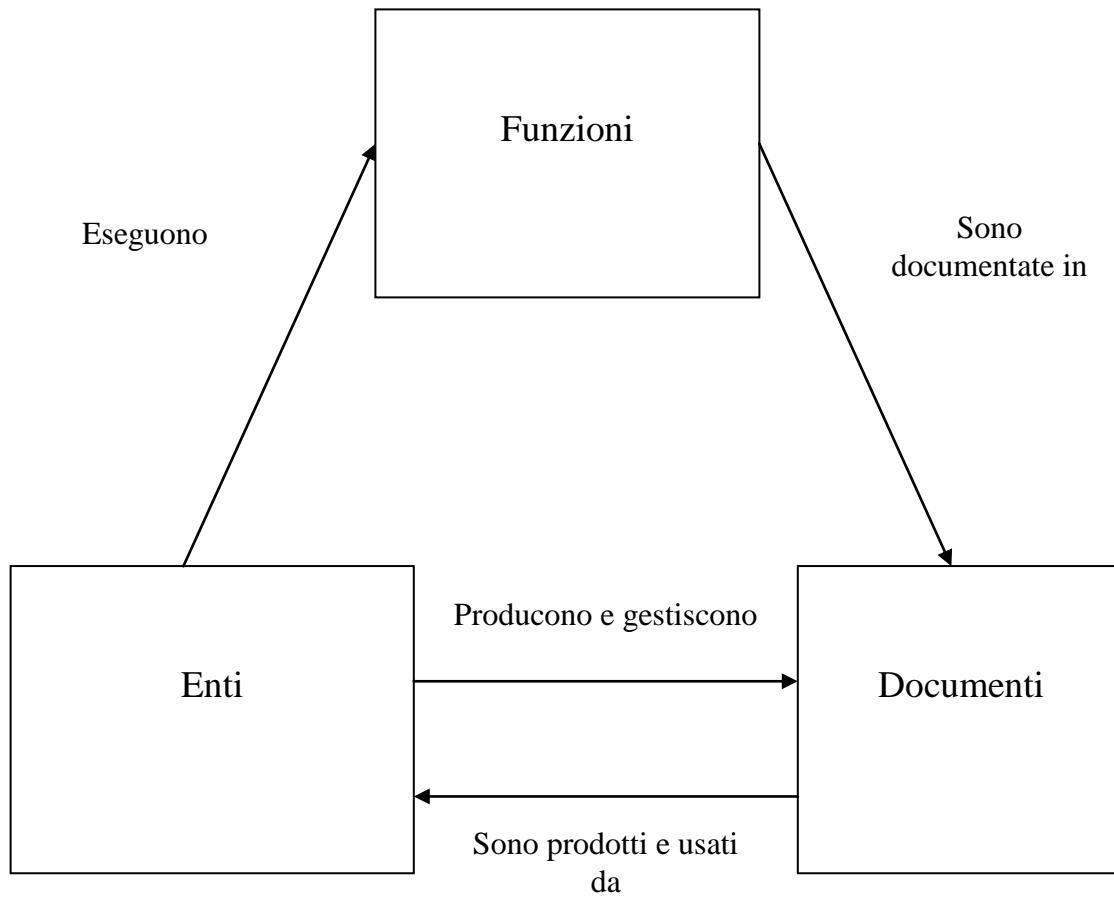 Funzioni
Eseguono
Sono
documentate in
Producono e gestiscono
Enti
Documenti
Sono prodotti e usati
da